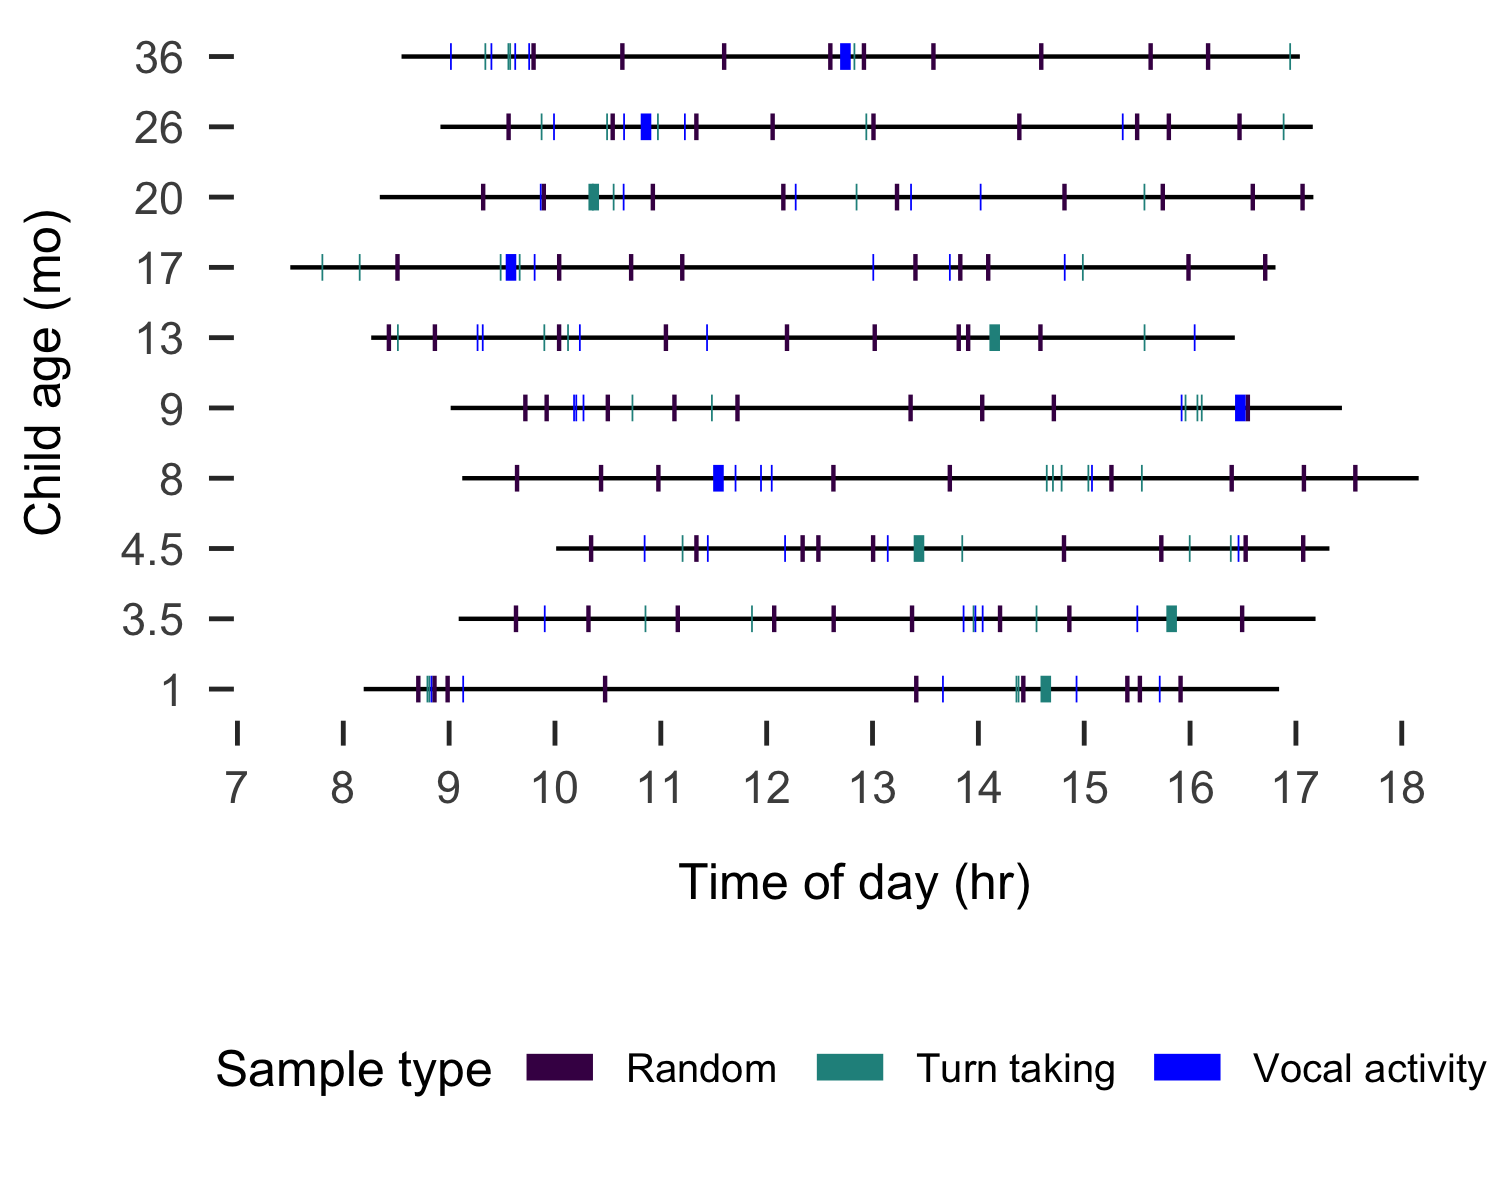 Child age (mo)
36
26
20
17
13
9
8
4.5
3.5
1
7 8 9 10 11 12 13 14 15 16 17 18
Time of day (hr)
Sample type Random Turn taking Vocal activity